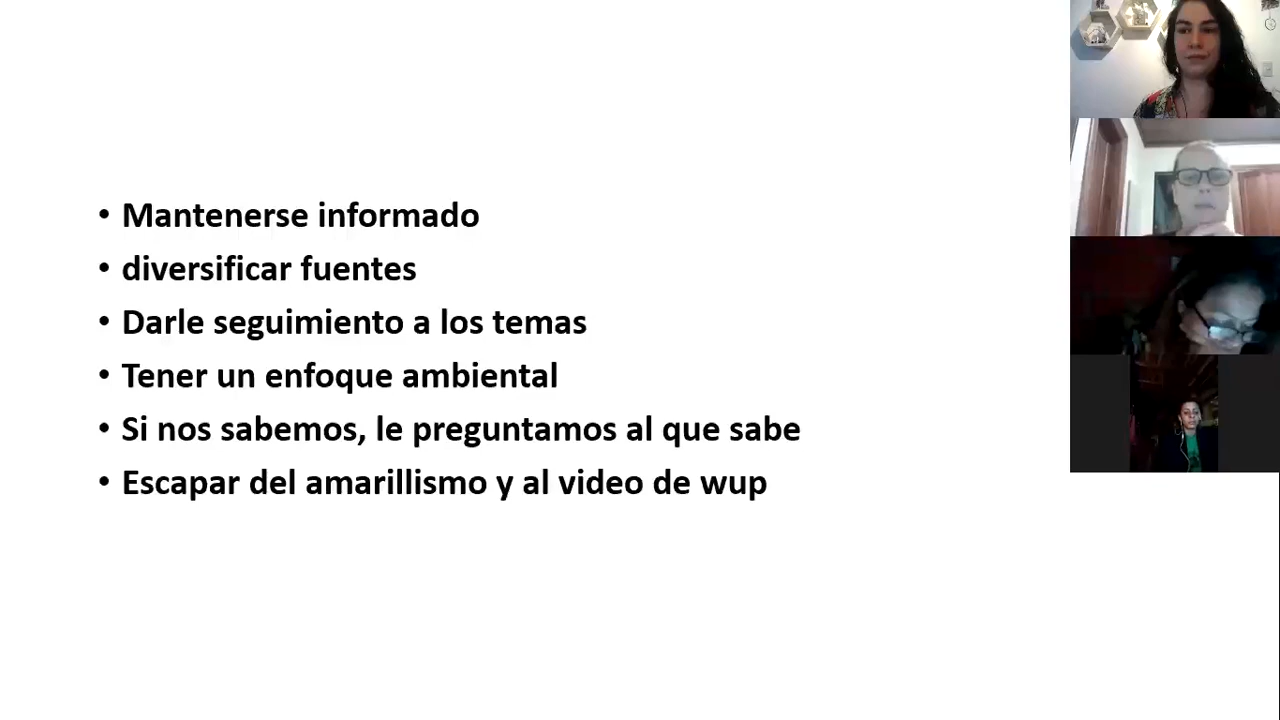 • Mantenerse informado
• diversificar fuentes
• Darle seguimiento a los temas
• Tener un enfoque ambiental
• Si nos sabemos, le preguntamos al que sabe
• Escapar del amarillismo y al video de wup